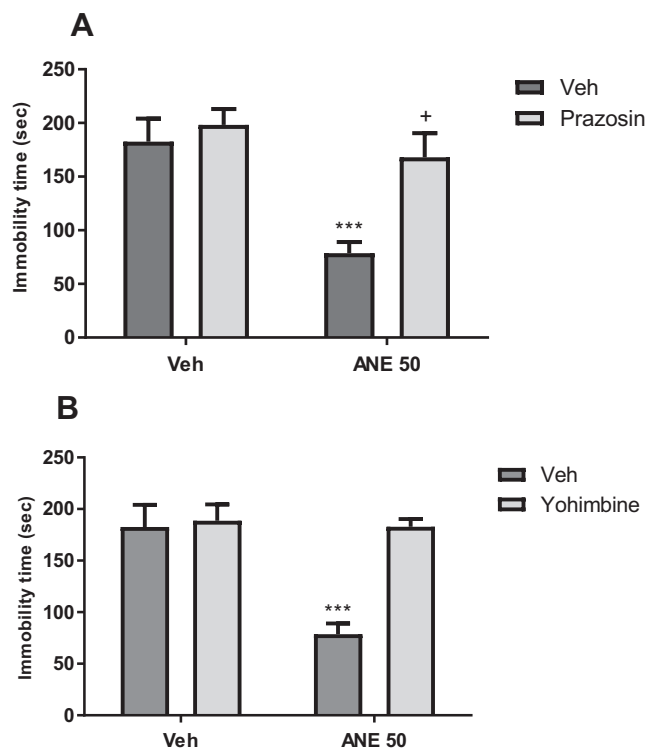 A
Immobility time (sec)
250
200
150
100
50
0
***
+
Veh
ANE 50
Veh
Prazosin
B
Immobility time (sec)
250
200
150
100
50
0
***
Veh
ANE 50
Veh
Yohimbine